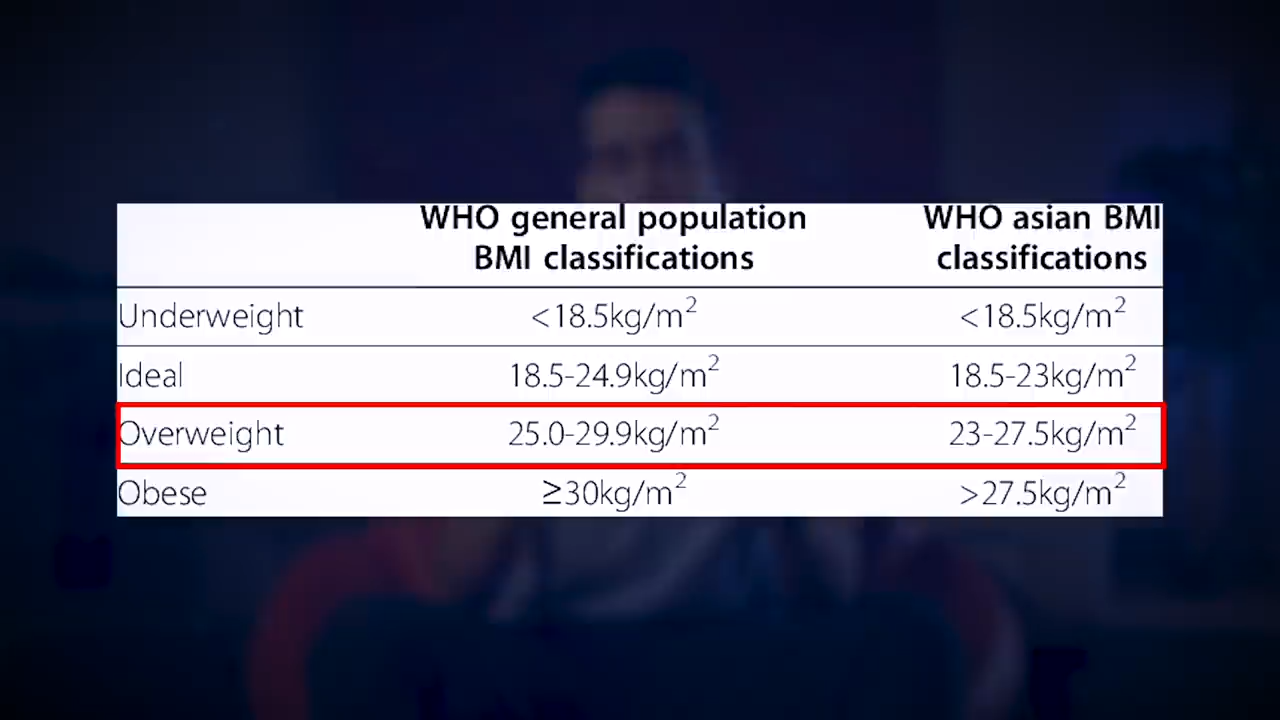 WHO general population WHO asian BMI
BMI classifications classifications
Underweight <18.5kg/m² <18.5kg/m²
Ideal 18.5-24.9kg/m² 18.5-23kg/m²
Overweight 25.0-29.9kg/m² 23-27.5kg/m²
Obese ≥30kg/m² >27.5kg/m²